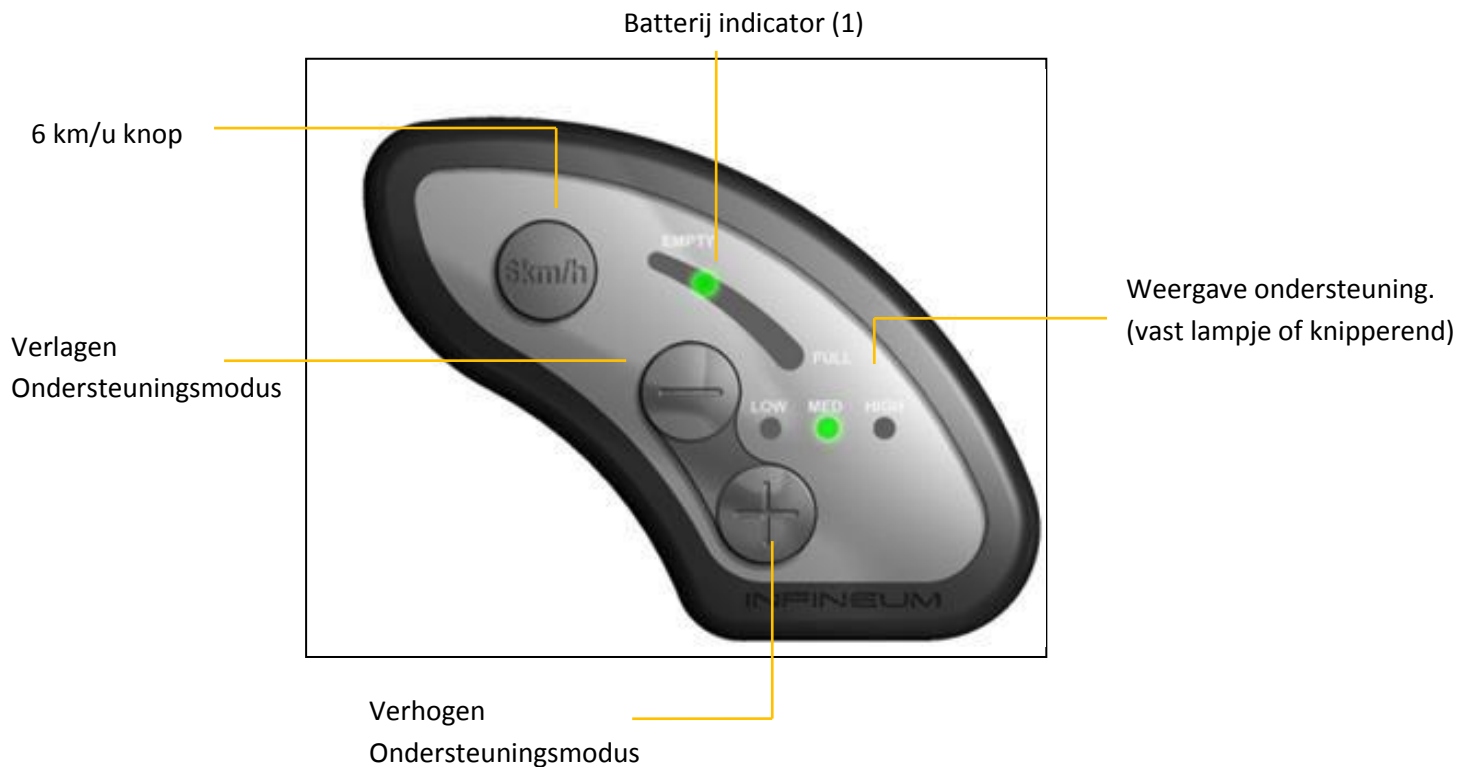 Batterij indicator (1)
6 km/u knop
EMPTY
6km/h
Weergave ondersteuning.
(vast lampje of knipperend)
Verlagen
Ondersteuningsmodus
FULL
LOW MED HIGH
INFINEUM
Verhogen
Ondersteuningsmodus